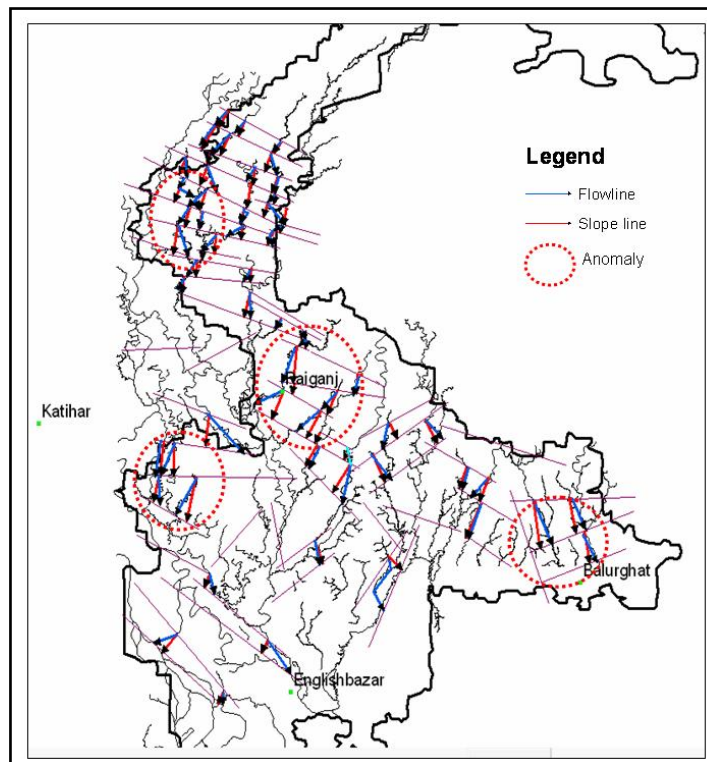 Legend
Flowline
Slope line
Anomaly
Raiganj
Katihar
Balurghat
Englishbazar